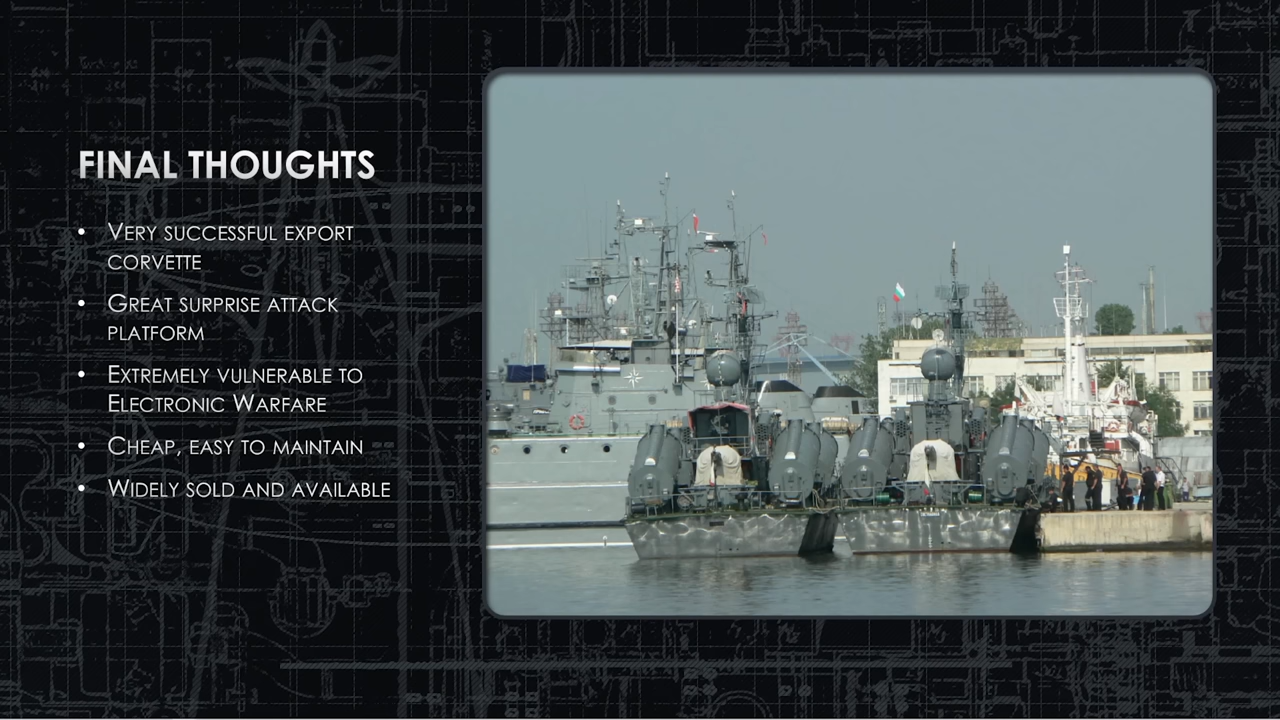 FINAL THOUGHTS
• VERY SUCCESSFUL EXPORT
CORVETTE
• GREAT SURPRISE ATTACK
PLATFORM
• EXTREMELY VULNERABLE TO
ELECTRONIC WARFARE
• CHEAP, EASY TO MAINTAIN
• WIDELY SOLD AND AVAILABLE